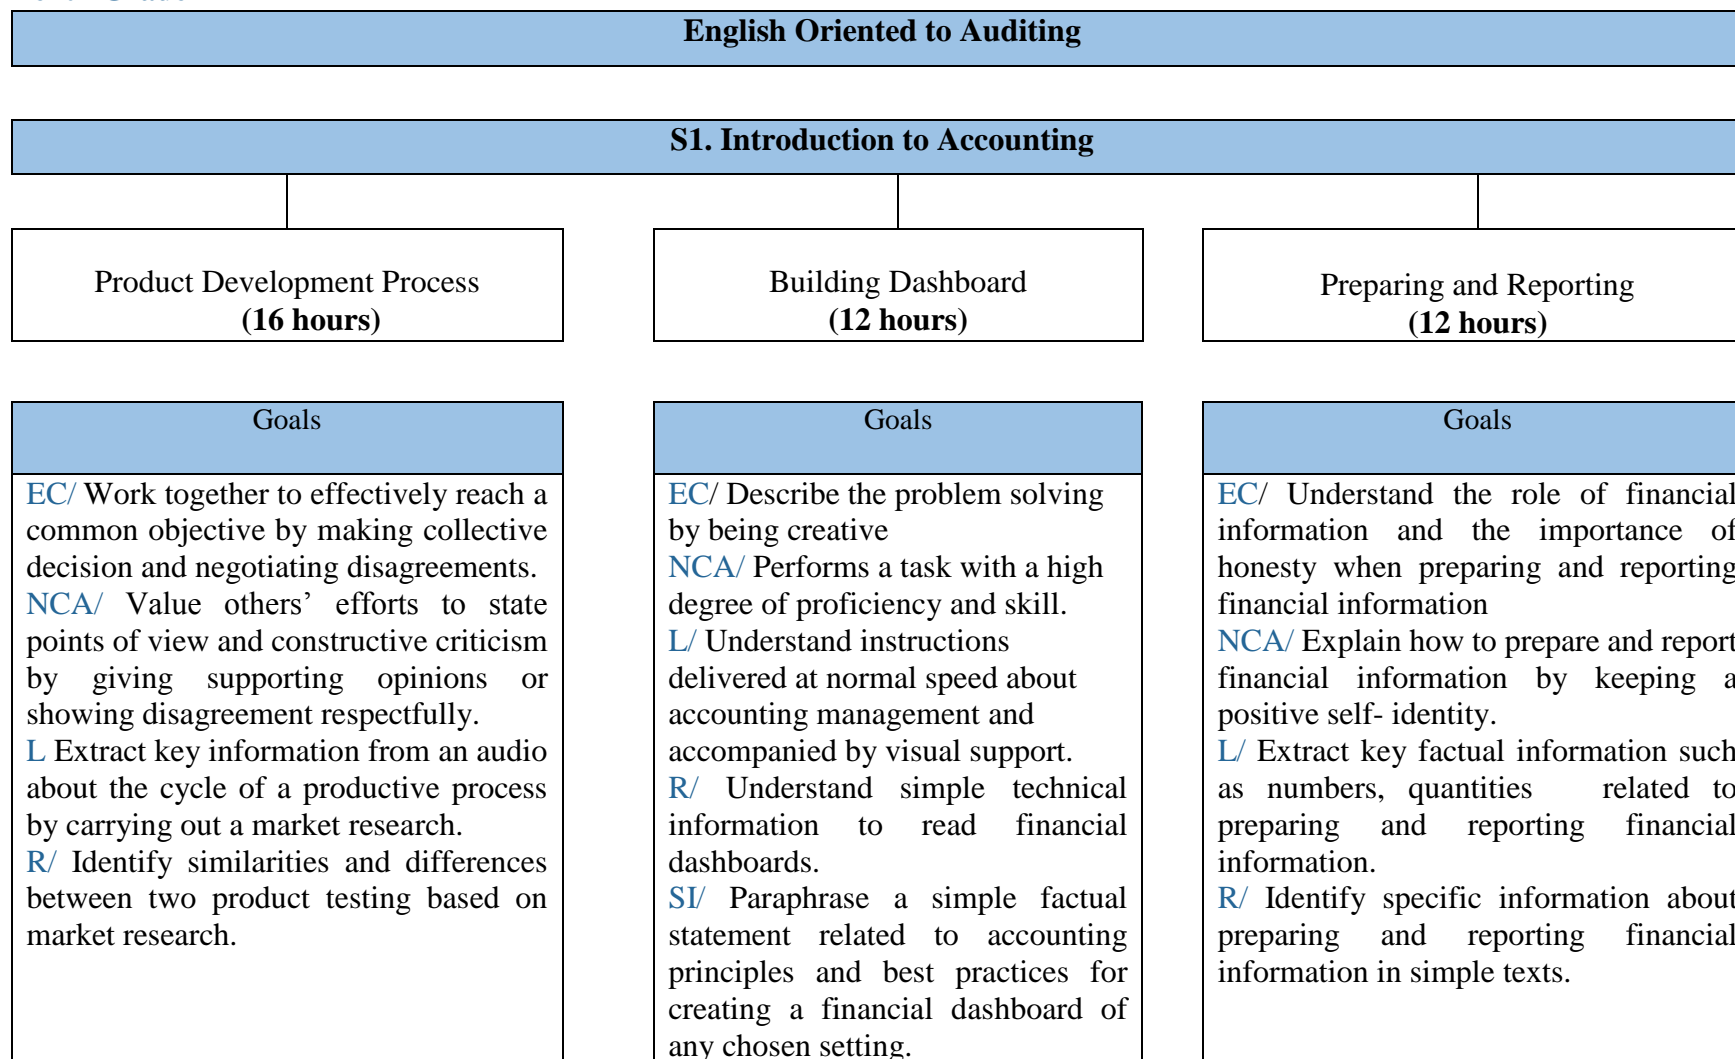 English Oriented to Auditing
S1. Introduction to Accounting
Product Development Process
(16 hours)
Building Dashboard
(12 hours)
Preparing and Reporting
(12 hours)
Goals
EC/ Work together to effectively reach a
common objective by making collective
decision and negotiating disagreements.
NCA/ Value others’ efforts to state
points of view and constructive criticism
by giving supporting opinions or
showing disagreement respectfully.
L Extract key information from an audio
about the cycle of a productive process
by carrying out a market research.
R/ Identify similarities and differences
between two product testing based on
market research.
Goals
EC/ Describe the problem solving
by being creative
NCA/ Performs a task with a high
degree of proficiency and skill.
L/ Understand instructions
delivered at normal speed about
accounting management and
accompanied by visual support.
R/ Understand simple technical
information to read financial
dashboards.
SI/ Paraphrase a simple factual
statement related to accounting
principles and best practices for
creating a financial dashboard of
any chosen setting.
Goals
EC/ Understand the role of financial
information and the importance of
honesty when preparing and reporting
financial information
NCA/ Explain how to prepare and report
financial information by keeping a
positive self- identity.
L/ Extract key factual information such
as numbers, quantities related to
preparing and reporting financial
information.
R/ Identify specific information about
preparing and reporting financial
information in simple texts.